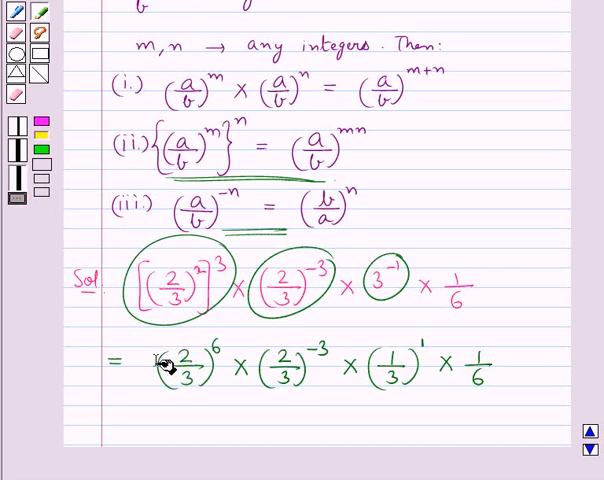 m, n → any integers. Then:
(i.) (a/b)^m × (a/b)^n = (a/b)^{m+n}
(ii.) {(a/b)^m}^n = (a/b)^{mn}
(iii.) (a/b)^{-n} = (b/a)^n
Sol. [(2/3)^2]^3 × (2/3)^{-3} × 3^{-1} × 1/6
= (2/3)^6 × (2/3)^{-3} × (1/3)^1 × 1/6